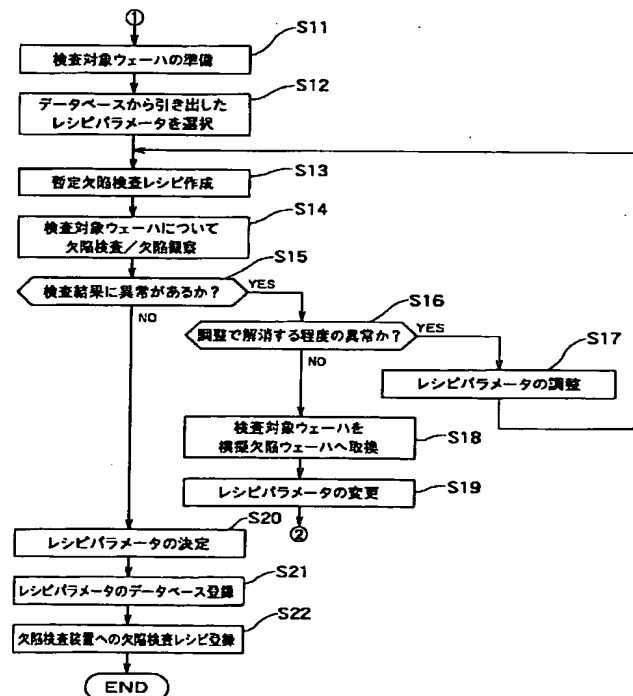 ①
S11
検査対象ウェーハの準備
S12
データベースから引き出した
レシピパラメータを選択
S13
暫定欠陥検査レシピ作成
S14
検査対象ウェーハについて
欠陥検査/欠陥観察
S15
検査結果に異常があるか?
YES
NO
S16
調整で解消する程度の異常か?
YES
NO
S17
レシピパラメータの調整
S18
検査対象ウェーハを
模擬欠陥ウェーハへ取換
S19
レシピパラメータの変更
②
S20
レシピパラメータの決定
S21
レシピパラメータのデータベース登録
S22
欠陥検査装置への欠陥検査レシピ登録
END